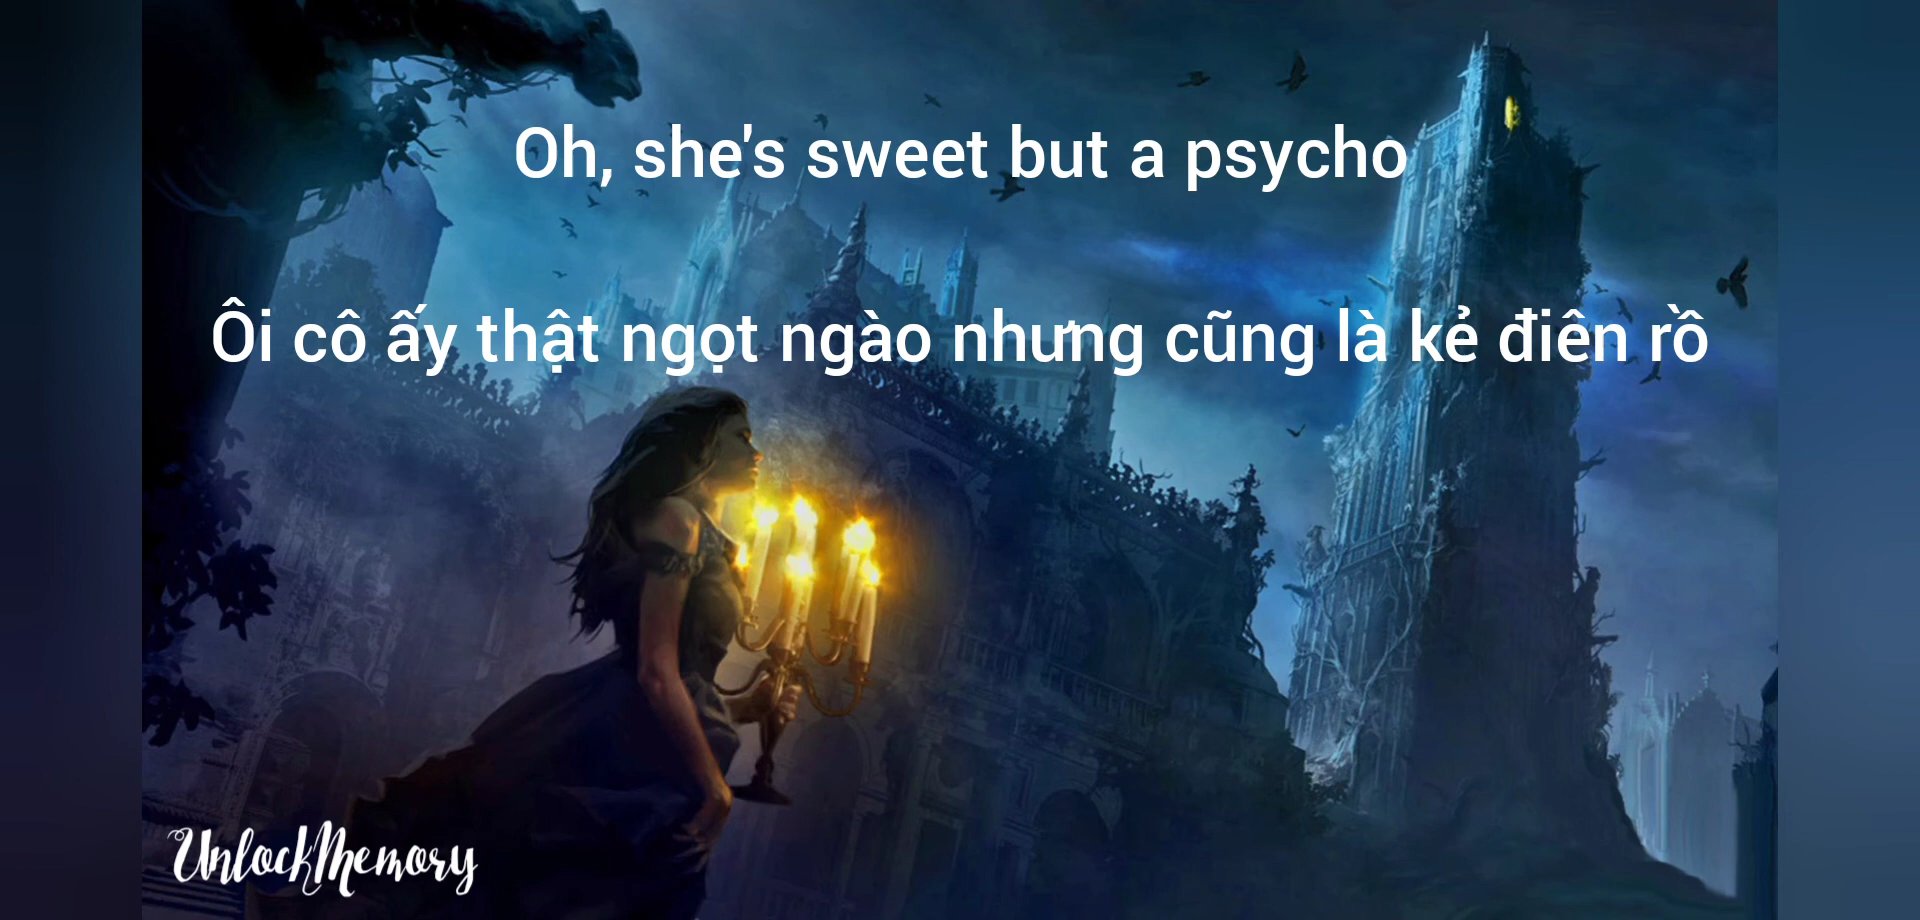 Oh, she's sweet but a psycho
Ôi cô ấy thật ngọt ngào nhưng cũng là kẻ điên rồ
UnlockMemory